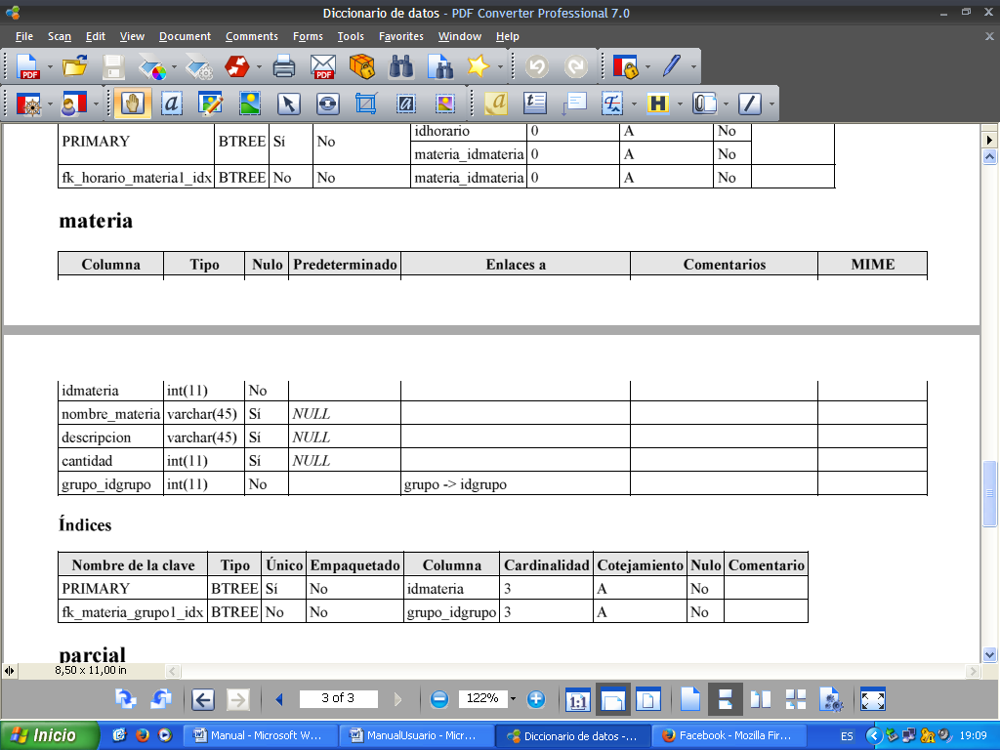 Diccionario de datos - PDF Converter Professional 7.0
File Scan Edit View Document Comments Forms Tools Favorites Window Help
PRIMARY BTREE Sí No idhorario 0 A No
materia_idmateria 0 A No
fk_horario_materia1_idx BTREE No No materia_idmateria 0 A No
materia
Columna Tipo Nulo Predeterminado Enlaces a Comentarios MIME
idmateria int(11) No
nombre_materia varchar(45) Sí NULL
descripcion varchar(45) Sí NULL
cantidad int(11) Sí NULL
grupo_idgrupo int(11) No grupo -> idgrupo
Índices
Nombre de la clave Tipo Único Empaquetado Columna Cardinalidad Cotejamiento Nulo Comentario
PRIMARY BTREE Sí No idmateria 3 A No
fk_materia_grupo1_idx BTREE No No grupo_idgrupo 3 A No
parcial
8,50 x 11,00 in
3 of 3 122% 1:1
Inicio Manual - Microsoft W... ManualUsuario - Micr... Diccionario de datos -... Facebook - Mozilla Fir... ES 19:09